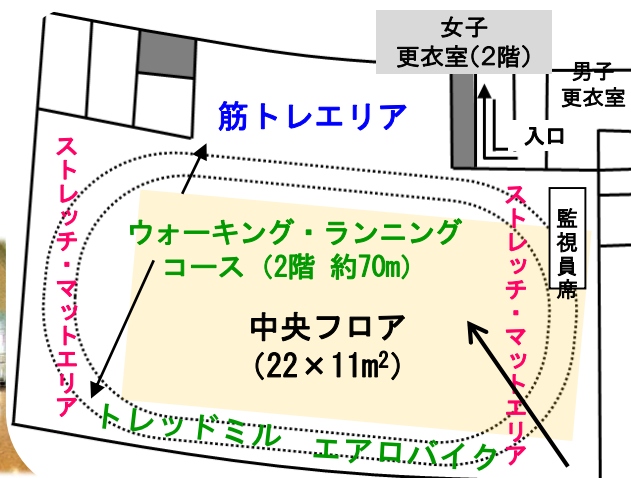 女子
更衣室(2階)
男子
更衣室
筋トレエリア
入口
ストレッチ・マットエリア
ストレッチ・マットエリア
監視員席
ウォーキング・ランニング
コース (2階 約70m)
中央フロア
(22×11m²)
トレッドミル エアロバイク